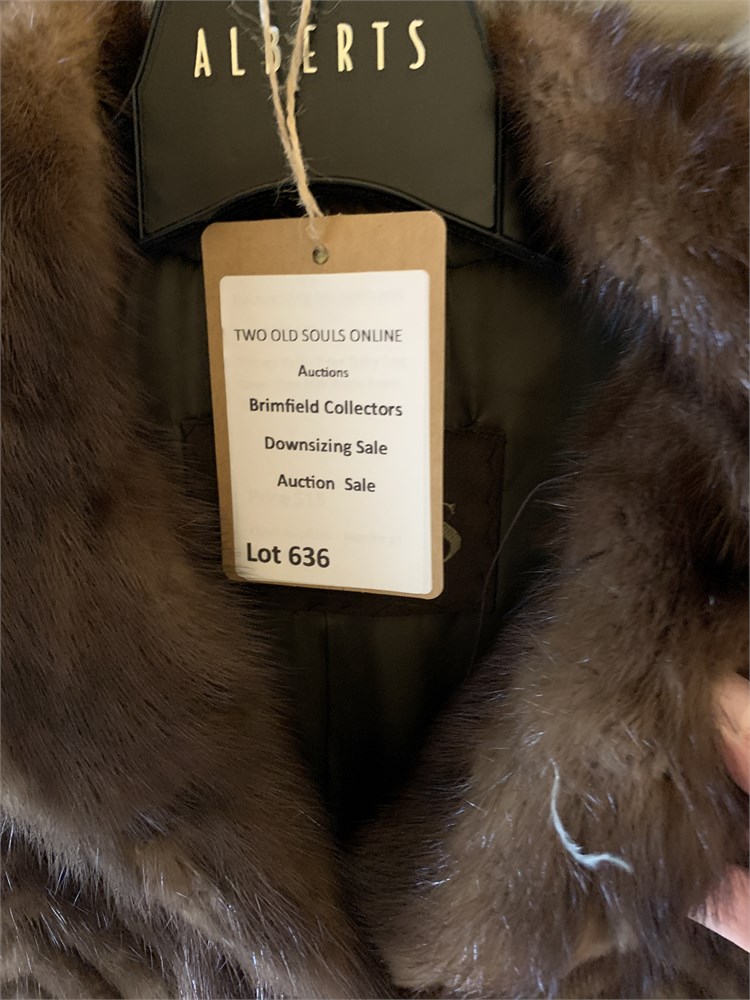 ALBERTS
TWO OLD SOULS ONLINE
Auctions
Brimfield Collectors
Downsizing Sale
Auction Sale
Lot 636
S